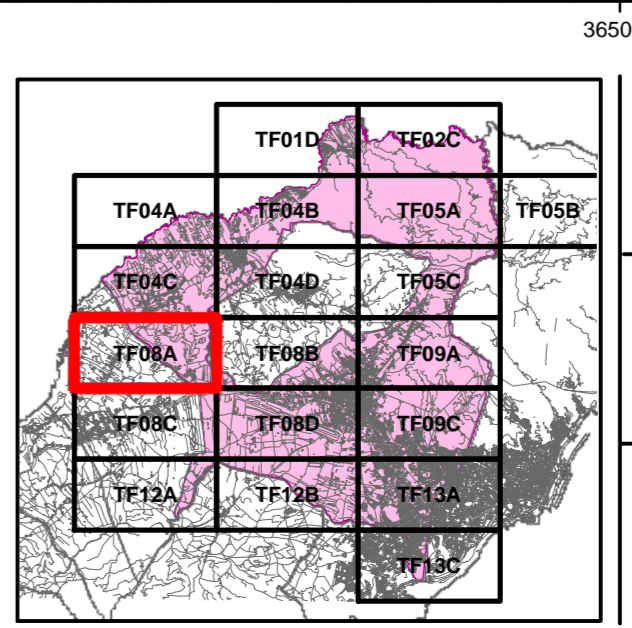 3650
TF01D TF02C
TF04A TF04B TF05A TF05B
TF04C TF04D TF05C
TF08A TF08B TF09A
TF08C TF08D TF09C
TF12A TF12B TF13A
TF13C